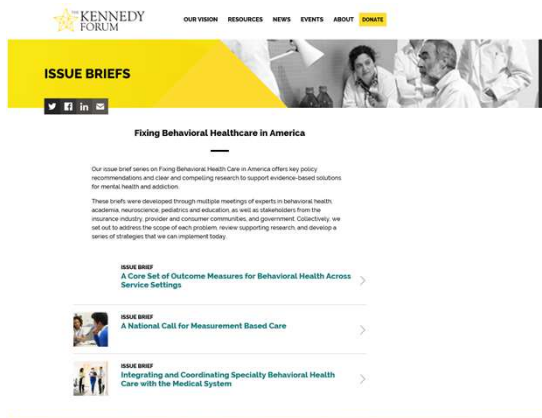 THE KENNEDY
FORUM
OUR VISION RESOURCES NEWS EVENTS ABOUT DONATE
ISSUE BRIEFS
Fixing Behavioral Healthcare in America
Our issue brief series on Fixing Behavioral Health Care in America offers key policy
recommendations and clear and compelling research to support evidence-based solutions
for mental health and addiction.
These briefs were developed through multiple meetings of experts in behavioral health,
academia, neuroscience, pediatrics and education, as well as stakeholders from the
insurance industry, provider and consumer communities, and government. Collectively, we
set out to address the scope of each problem, review supporting research, and develop a
series of strategies that we can implement today.
ISSUE BRIEF
A Core Set of Outcome Measures for Behavioral Health Across
Service Settings
ISSUE BRIEF
A National Call for Measurement Based Care
ISSUE BRIEF
Integrating and Coordinating Specialty Behavioral Health
Care with the Medical System